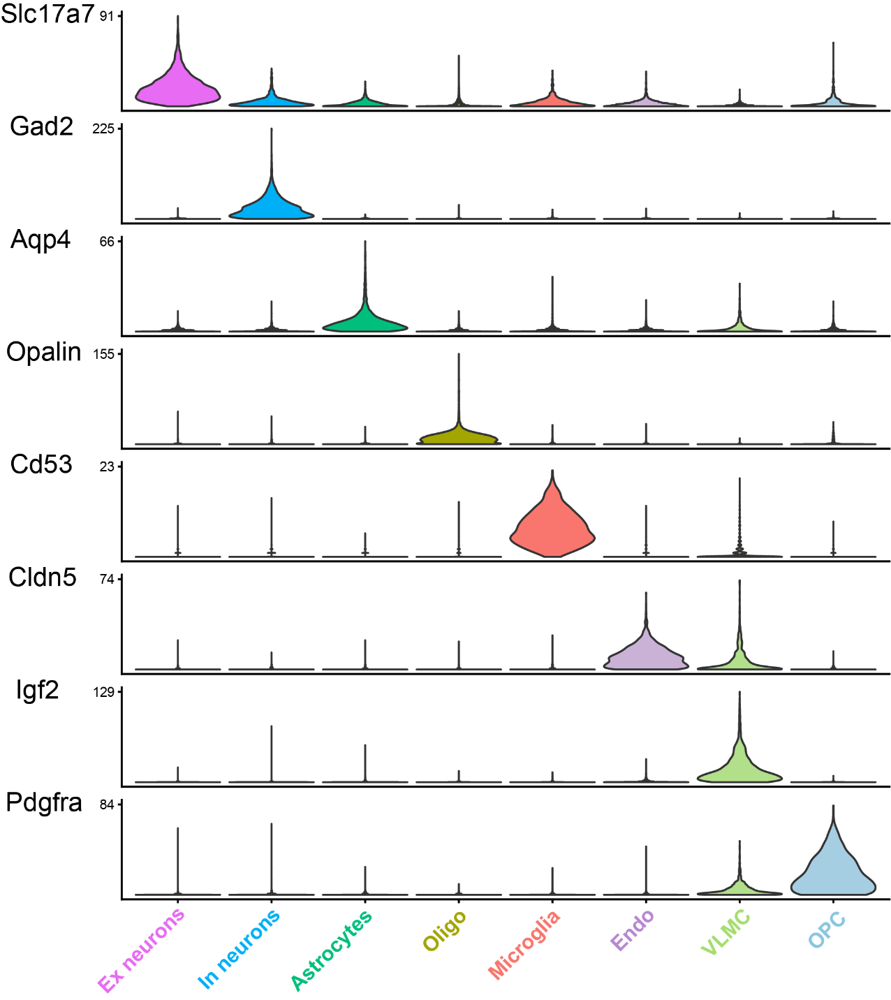 Slc17a7 91
Gad2 225
Aqp4 66
Opalin 155
Cd53 23
Cldn5 74
Igf2 129
Pdgfra 84
Ex neurons
In neurons
Astrocytes
Oligo
Microglia
Endo
VLMC
OPC